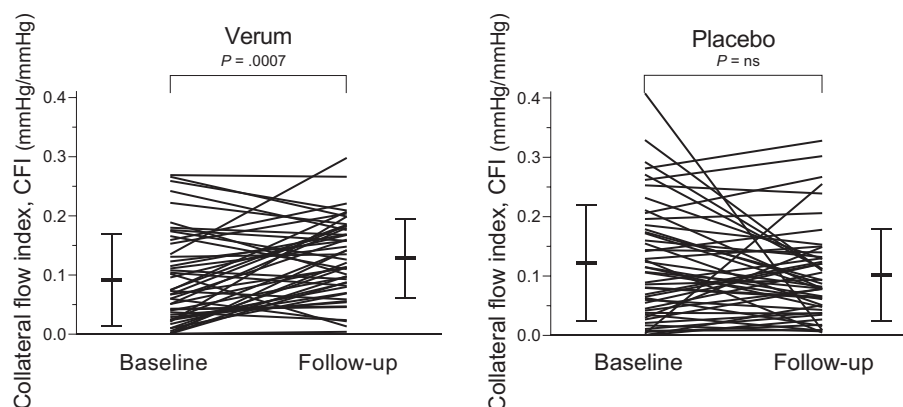 Verum
P = .0007
Collateral flow index, CFI (mmHg/mmHg)
0.4
0.3
0.2
0.1
0.0
Baseline
Follow-up
Placebo
P = ns
Collateral flow index, CFI (mmHg/mmHg)
0.4
0.3
0.2
0.1
0.0
Baseline
Follow-up